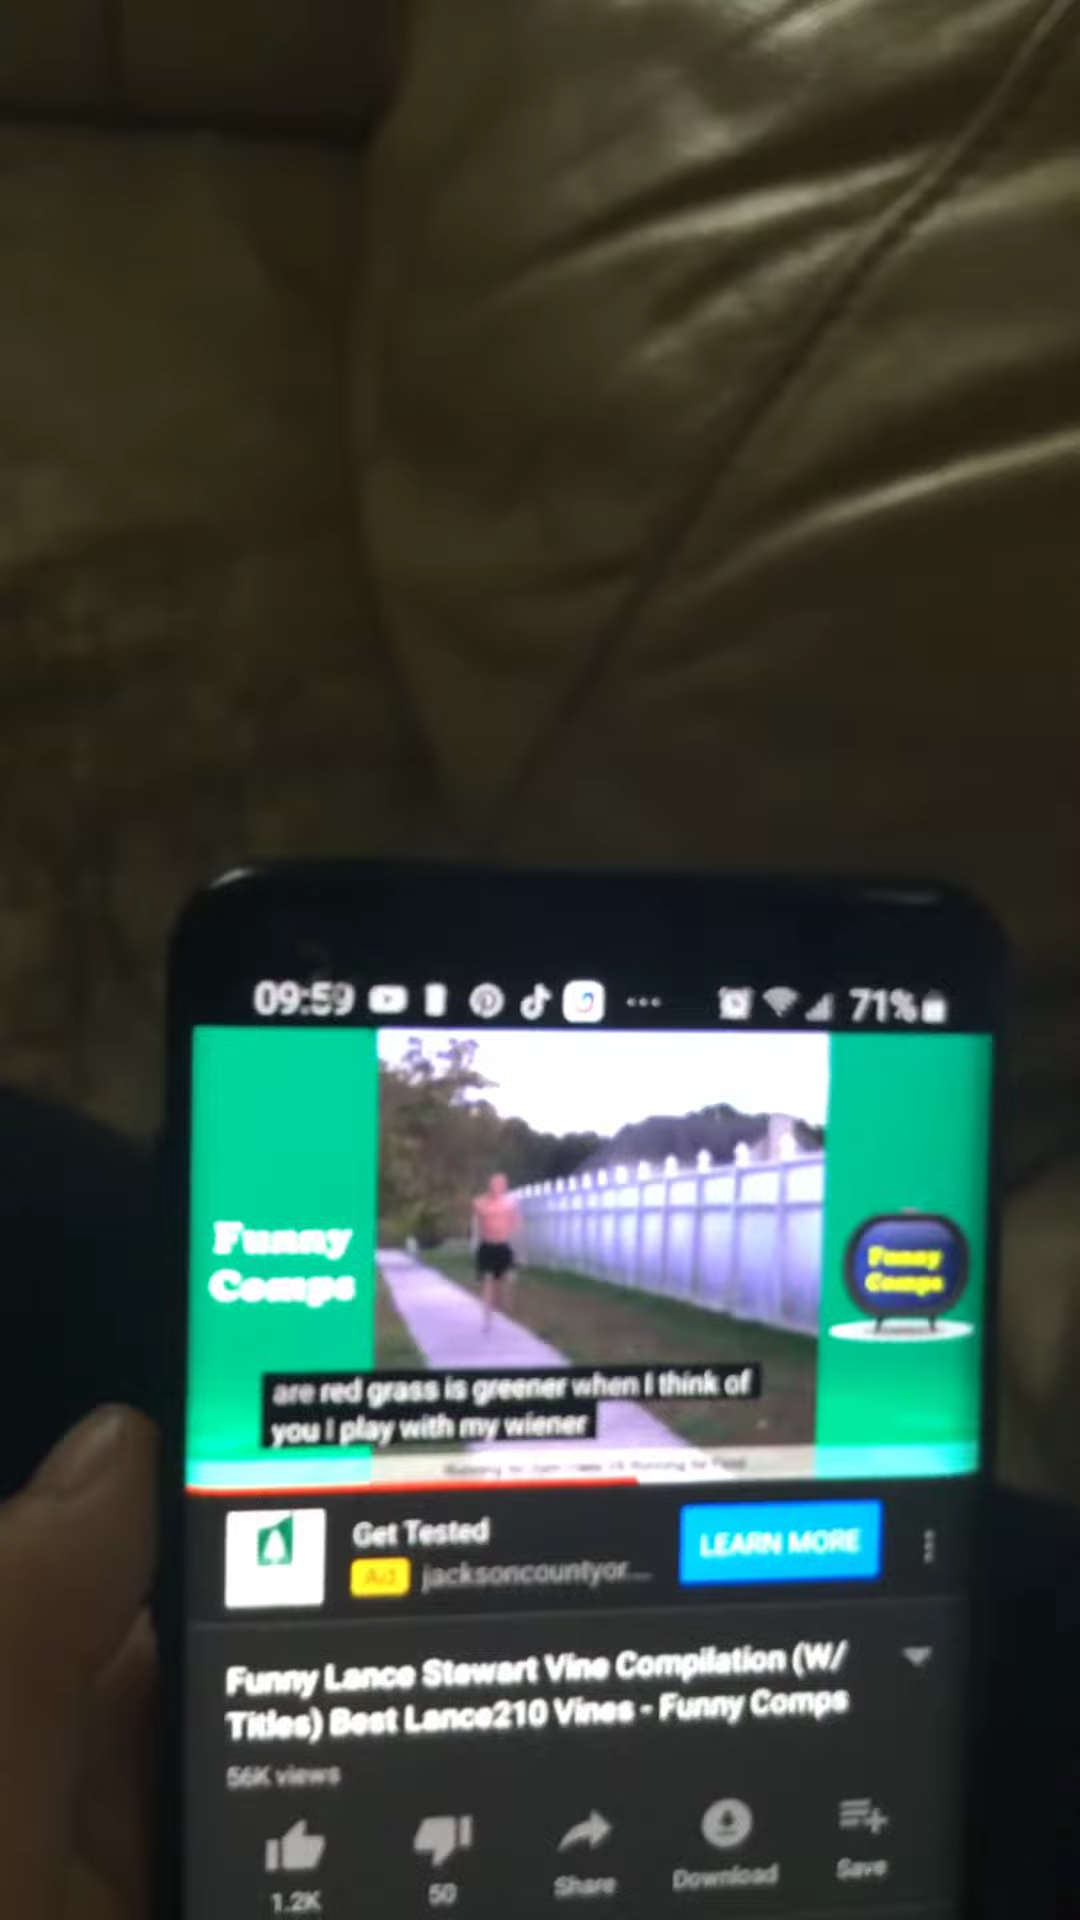 09:59 71%
Funny
Comps
Funny
Comps
are red grass is greener when I think of
you I play with my wiener
Get Tested
Ad jacksoncountyor...
LEARN MORE
Funny Lance Stewart Vine Compilation (W/
Titles) Best Lance210 Vines - Funny Comps
56K views
1.2K 50 Share Download Save